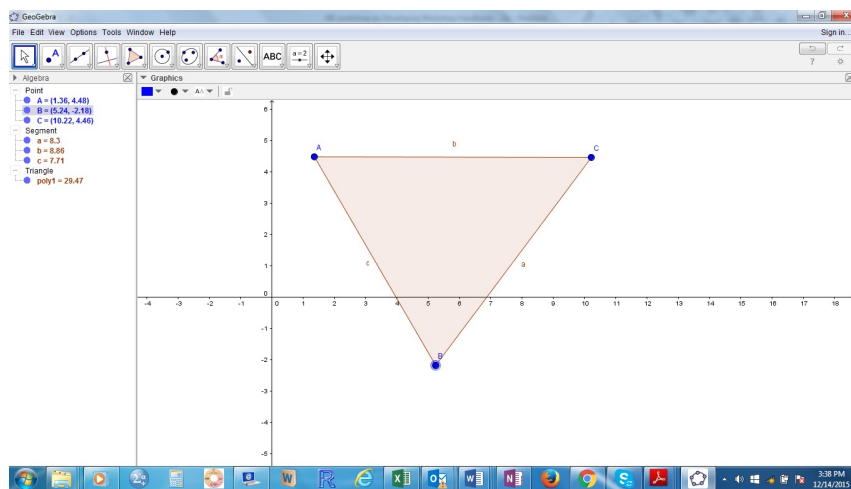 GeoGebra
File Edit View Options Tools Window Help
Sign in...
A
ABC
a = 2
?
Algebra
Graphics
AA
Point
A = (1.36, 4.48)
B = (5.24, -2.18)
C = (10.22, 4.46)
Segment
a = 8.3
b = 8.86
c = 7.71
Triangle
poly1 = 29.47
6
5
4
3
2
1
0
-1
-2
-3
-4
-5
-4 -3 -2 -1 0 1 2 3 4 5 6 7 8 9 10 11 12 13 14 15 16 17 18
A
b
C
c
a
B
3:38 PM
12/14/2015